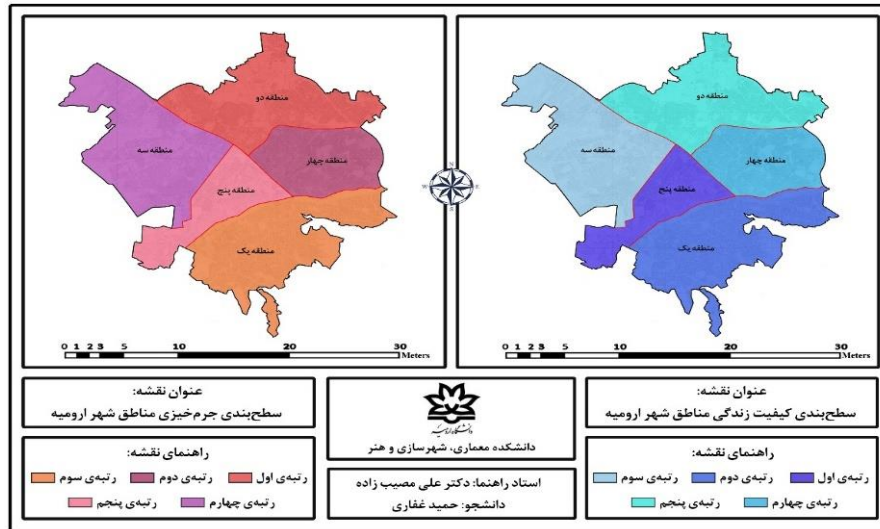 منطقه دو
منطقه سه
منطقه چهار
منطقه پنج
منطقه یک
0 1 2 3 5 10 20 30
Meters
منطقه دو
منطقه سه
منطقه چهار
منطقه پنج
منطقه یک
0 1 2 3 5 10 20 30
Meters
عنوان نقشه:
سطح‌بندی کیفیت زندگی مناطق شهر ارومیه
راهنمای نقشه:
رتبه‌ی اول رتبه‌ی دوم رتبه‌ی سوم
رتبه‌ی چهارم رتبه‌ی پنجم
دانشگاه ارومیه
دانشکده معماری، شهرسازی و هنر
استاد راهنما: دکتر علی مصیب زاده
دانشجو: حمید غفاری
عنوان نقشه:
سطح‌بندی جرم‌خیزی مناطق شهر ارومیه
راهنمای نقشه:
رتبه‌ی اول رتبه‌ی دوم رتبه‌ی سوم
رتبه‌ی چهارم رتبه‌ی پنجم